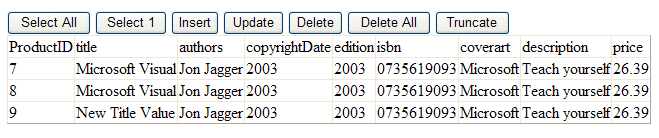 Select All Select 1 Insert Update Delete Delete All Truncate
ProductID title authors copyrightDate edition isbn coverart description price
7 Microsoft Visual Jon Jagger 2003 2003 0735619093 Microsoft Teach yourself 26.39
8 Microsoft Visual Jon Jagger 2003 2003 0735619093 Microsoft Teach yourself 26.39
9 New Title Value Jon Jagger 2003 2003 0735619093 Microsoft Teach yourself 26.39